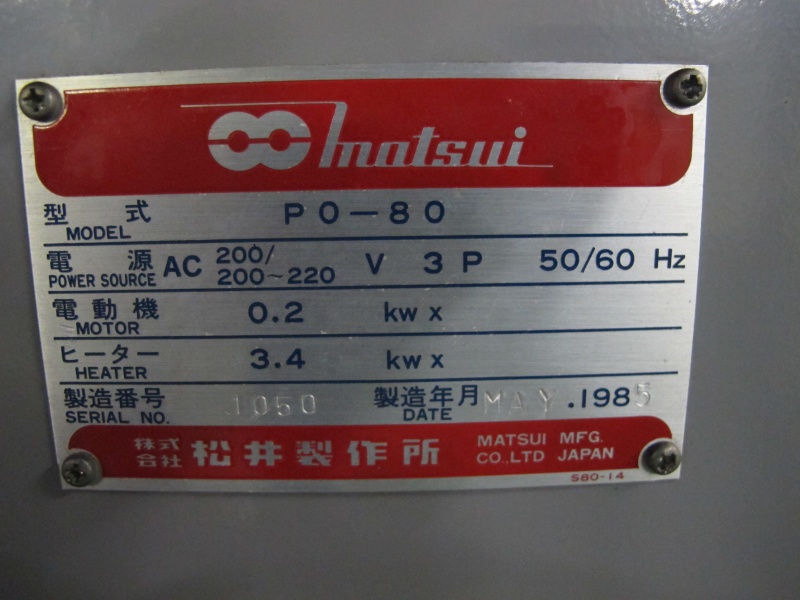 matsui
型式 PO-80
MODEL
電源 AC 200/ 200~220 V 3P 50/60 Hz
POWER SOURCE
電動機 0.2 kw x
MOTOR
ヒーター 3.4 kw x
HEATER
製造番号 1050 製造年月 MAY.1985
SERIAL NO. DATE
株式会社 松井製作所 MATSUI MFG. CO.,LTD JAPAN
S80-14